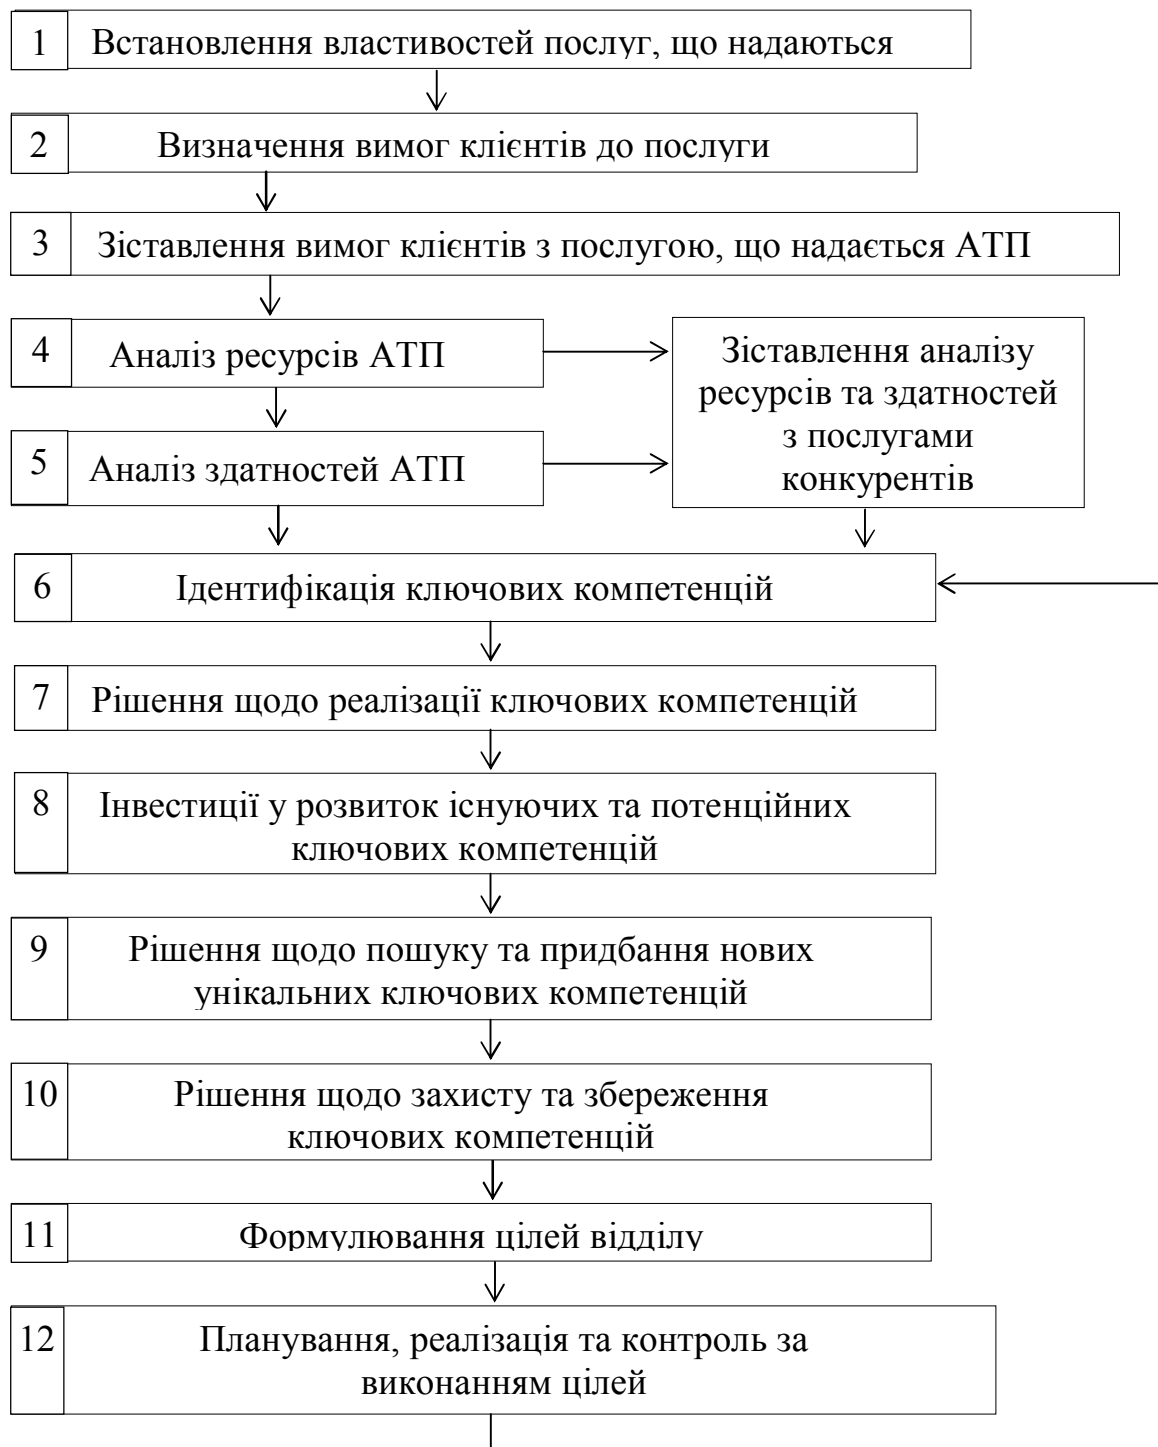 1 Встановлення властивостей послуг, що надаються
2 Визначення вимог клієнтів до послуги
3 Зіставлення вимог клієнтів з послугою, що надається АТП
4 Аналіз ресурсів АТП
Зіставлення аналізу
ресурсів та здатностей
з послугами
конкурентів
5 Аналіз здатностей АТП
6 Ідентифікація ключових компетенцій
7 Рішення щодо реалізації ключових компетенцій
8 Інвестиції у розвиток існуючих та потенційних
ключових компетенцій
9 Рішення щодо пошуку та придбання нових
унікальних ключових компетенцій
10 Рішення щодо захисту та збереження
ключових компетенцій
11 Формулювання цілей відділу
12 Планування, реалізація та контроль за
виконанням цілей